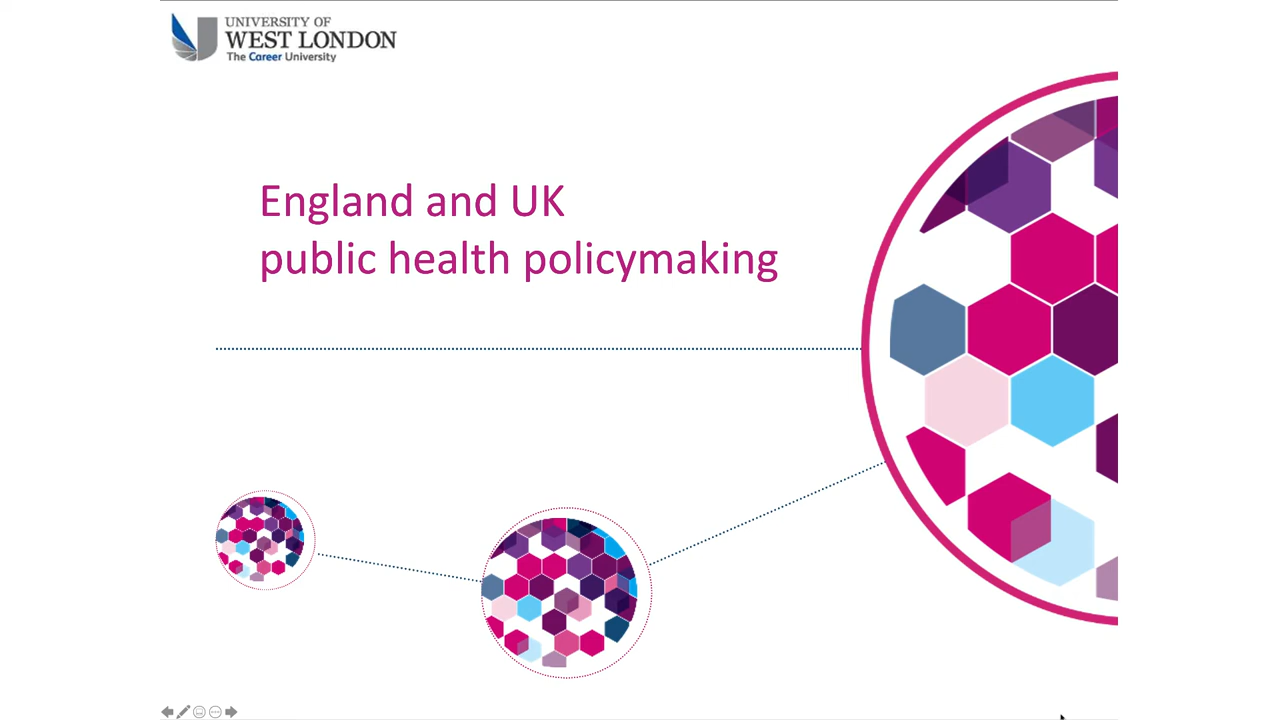 UNIVERSITY OF
WEST LONDON
The Career University
England and UK
public health policymaking